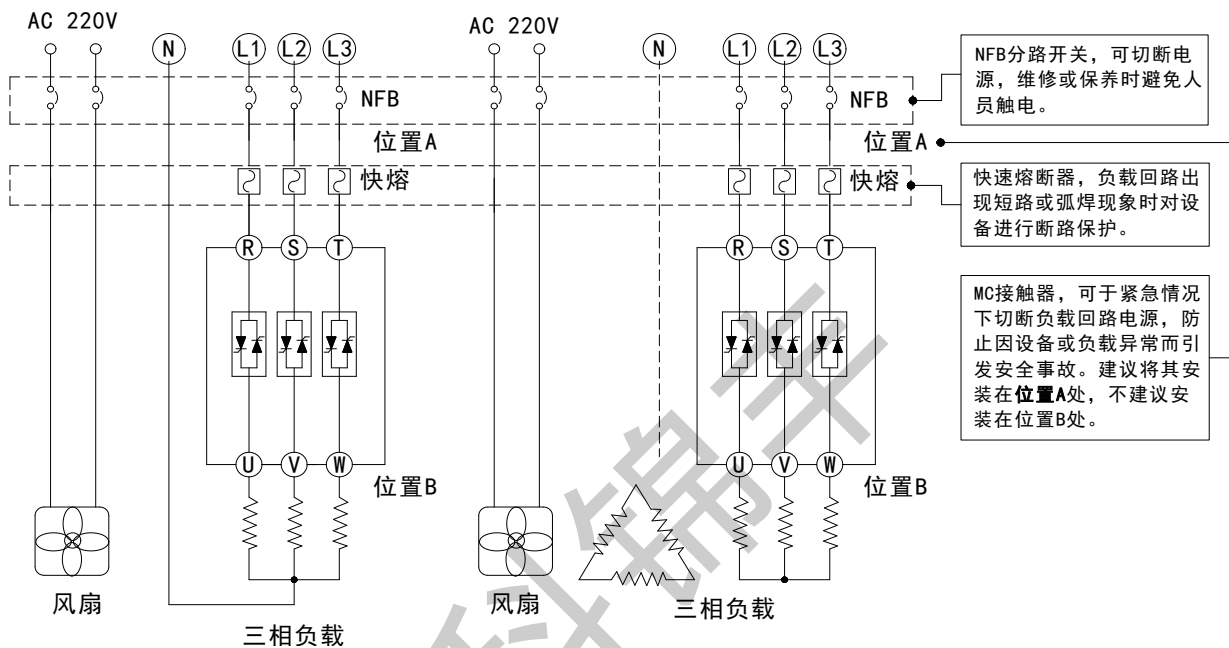 AC 220V
N
L1
L2
L3
NFB
位置A
快熔
R
S
T
U
V
W
位置B
风扇
三相负载
AC 220V
N
L1
L2
L3
NFB
位置A
快熔
R
S
T
U
V
W
位置B
风扇
三相负载
NFB分路开关，可切断电
源，维修或保养时避免人
员触电。
快速熔断器，负载回路出
现短路或弧焊现象时对设
备进行断路保护。
MC接触器，可于紧急情况
下切断负载回路电源，防
止因设备或负载异常而引
发安全事故。建议将其安
装在位置A处，不建议安
装在位置B处。
科锦丰